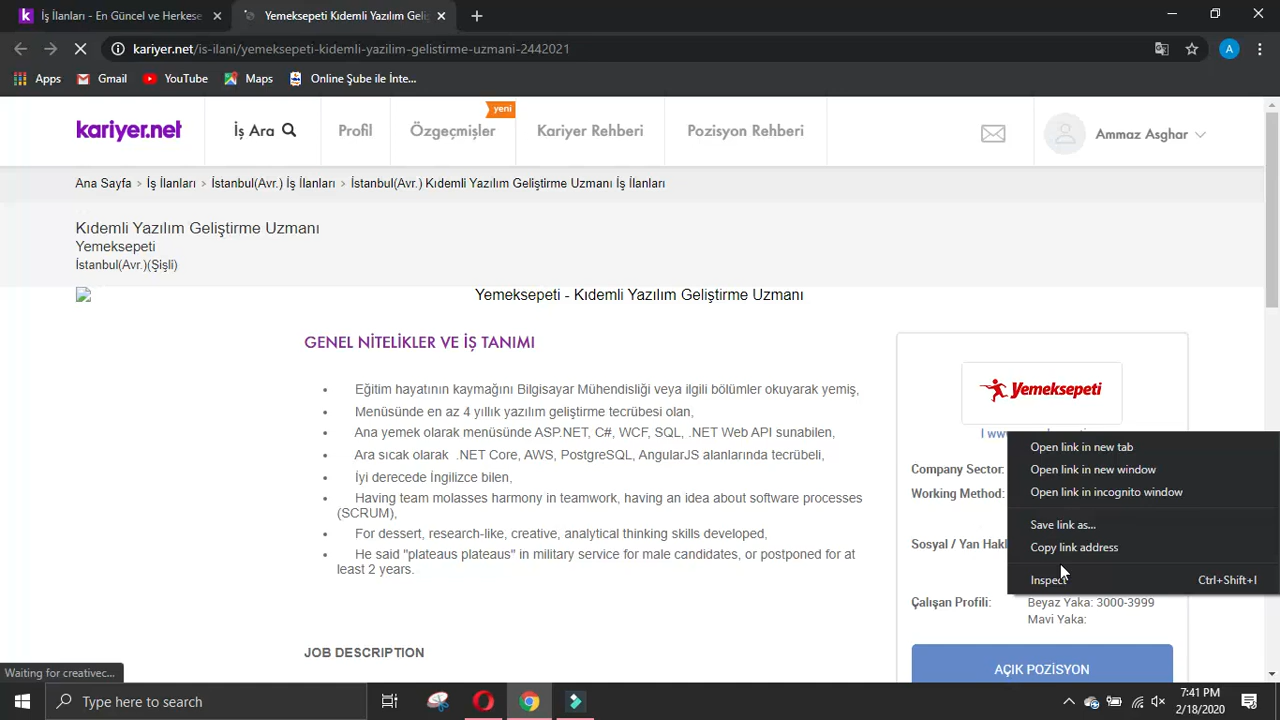 İş İlanları - En Güncel ve Herkese
Yemeksepeti Kıdemli Yazılım Geli
kariyer.net/is-ilani/yemeksepeti-kidemli-yazilim-gelistirme-uzmani-2442021
A
Apps
Gmail
YouTube
Maps
Online Şube ile İnte...
kariyer.net
İş Ara
Profil
yeni
Özgeçmişler
Kariyer Rehberi
Pozisyon Rehberi
Ammaz Asghar
Ana Sayfa > İş İlanları > İstanbul(Avr.) İş İlanları > İstanbul(Avr.) Kıdemli Yazılım Geliştirme Uzmanı İş İlanları
Kıdemli Yazılım Geliştirme Uzmanı
Yemeksepeti
İstanbul(Avr.)(Şişli)
Yemeksepeti - Kıdemli Yazılım Geliştirme Uzmanı
GENEL NİTELİKLER VE İŞ TANIMI
• Eğitim hayatının kaymağını Bilgisayar Mühendisliği veya ilgili bölümler okuyarak yemiş,
• Menüsünde en az 4 yıllık yazılım geliştirme tecrübesi olan,
• Ana yemek olarak menüsünde ASP.NET, C#, WCF, SQL, .NET Web API sunabilen,
• Ara sıcak olarak .NET Core, AWS, PostgreSQL, AngularJS alanlarında tecrübeli,
• İyi derecede İngilizce bilen,
• Having team molasses harmony in teamwork, having an idea about software processes
(SCRUM),
• For dessert, research-like, creative, analytical thinking skills developed,
• He said "plateaus plateaus" in military service for male candidates, or postponed for at
least 2 years.
JOB DESCRIPTION
Yemeksepeti
Company Sector:
Working Method:
Sosyal / Yan Hakl
Çalışan Profili:
Beyaz Yaka: 3000-3999
Mavi Yaka:
AÇIK POZİSYON
Open link in new tab
Open link in new window
Open link in incognito window
Save link as...
Copy link address
Inspect Ctrl+Shift+I
Waiting for creativec...
Type here to search
7:41 PM
2/18/2020